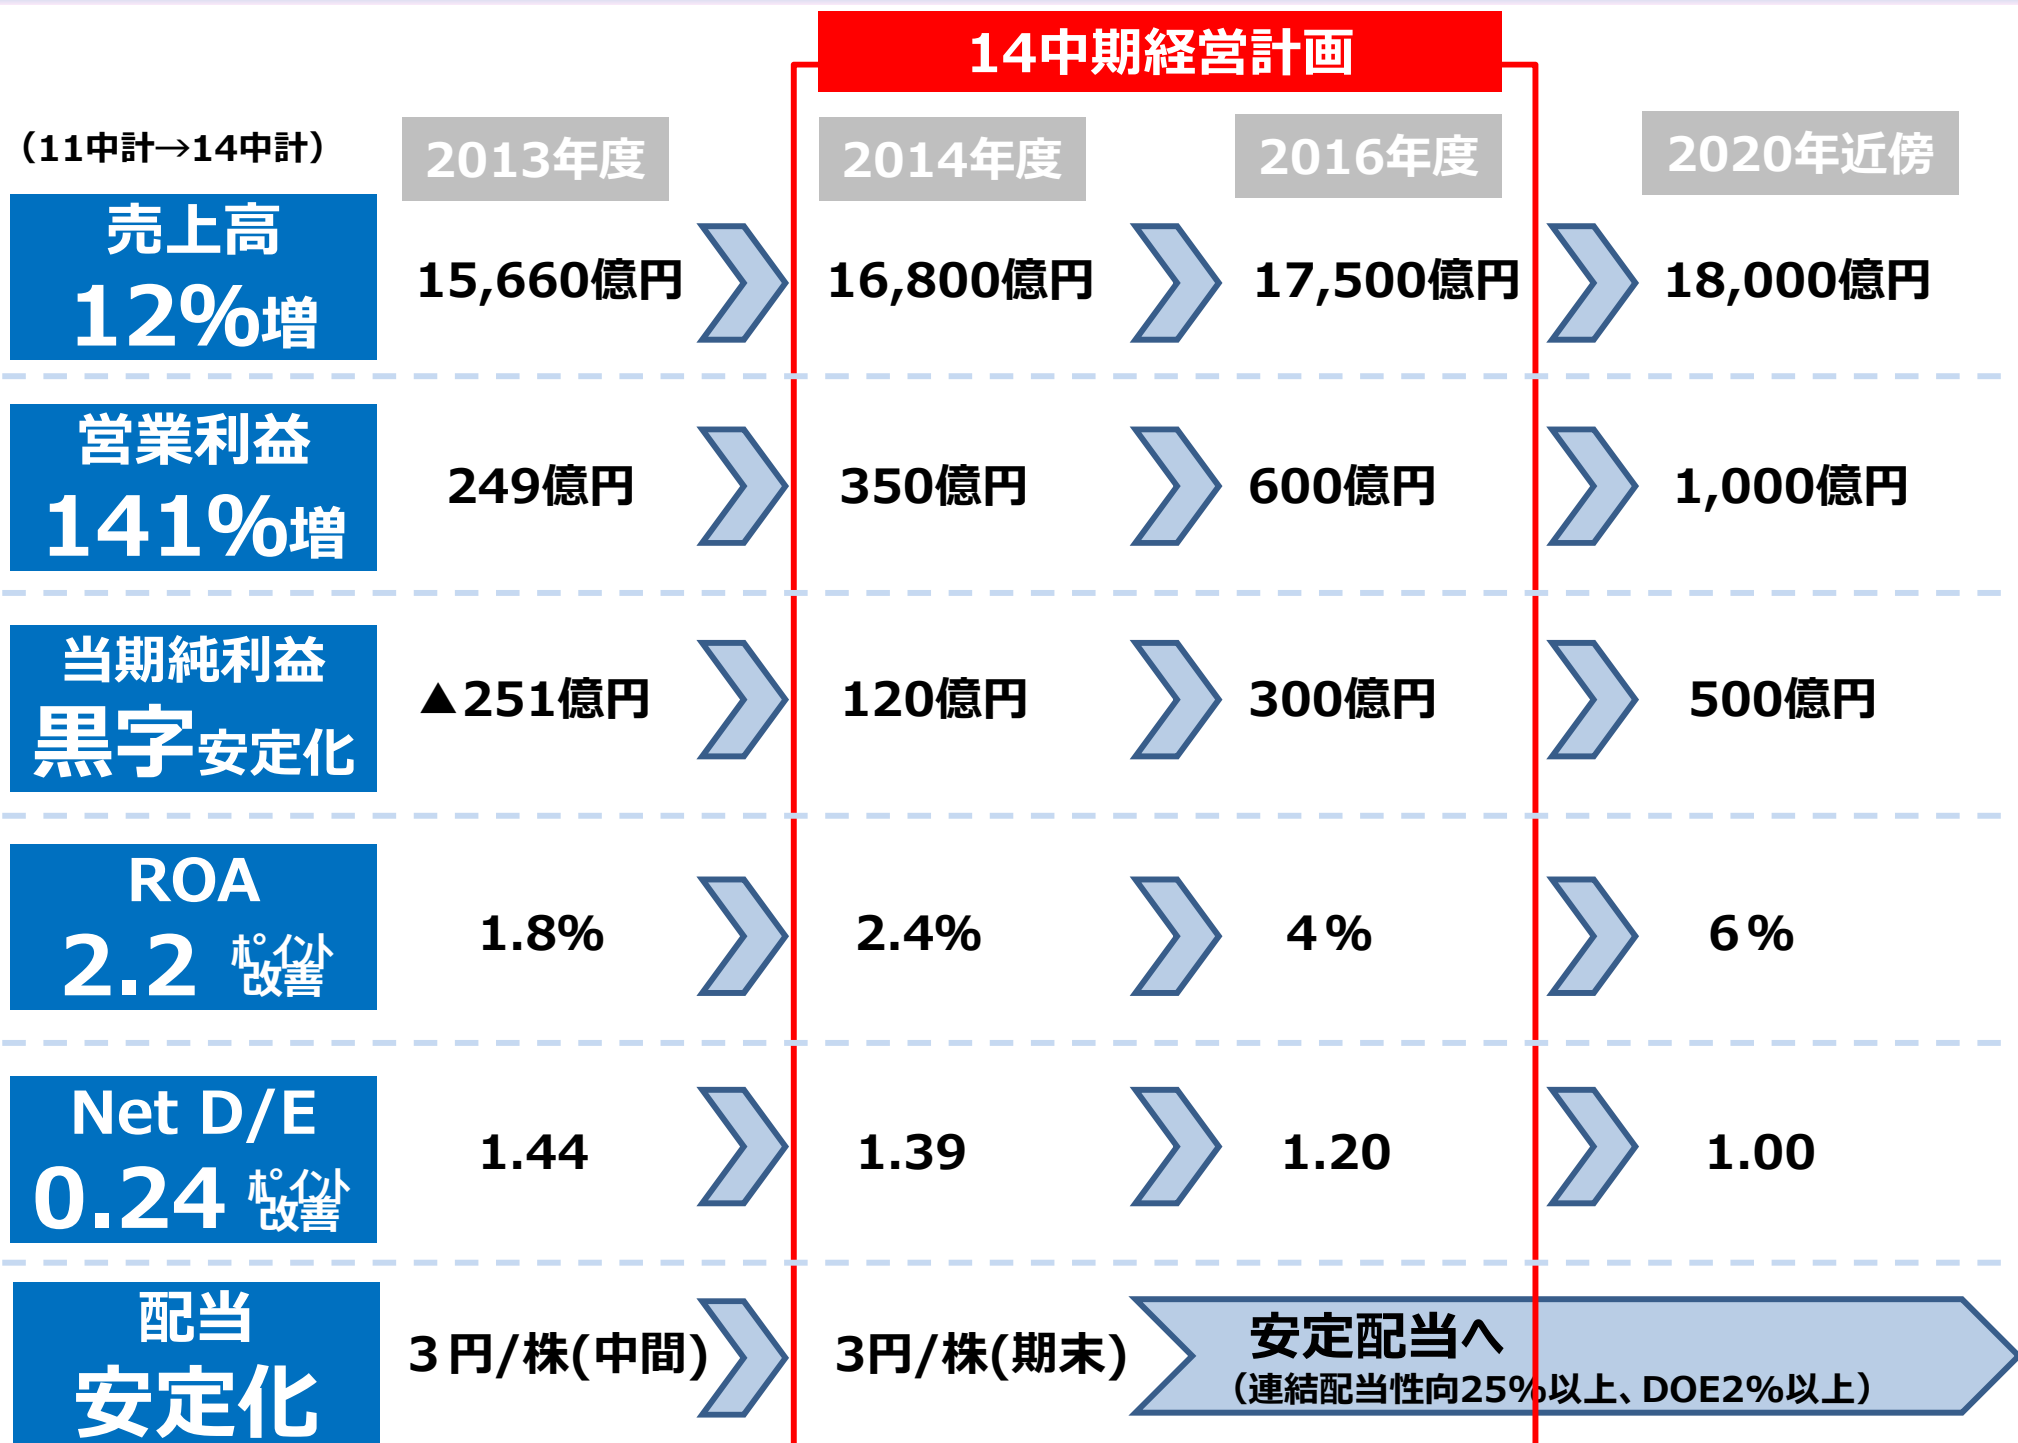 14中期経営計画
（11中計→14中計）
2013年度
2014年度
2016年度
2020年近傍
売上高
12%増
15,660億円
16,800億円
17,500億円
18,000億円
営業利益
141%増
249億円
350億円
600億円
1,000億円
当期純利益
黒字安定化
▲251億円
120億円
300億円
500億円
ROA
2.2 ﾎﾟｲﾝﾄ改善
1.8%
2.4%
４%
６%
Net D/E
0.24 ﾎﾟｲﾝﾄ改善
1.44
1.39
1.20
1.00
配当
安定化
３円/株(中間)
3円/株(期末)
安定配当へ
（連結配当性向25%以上、DOE2%以上）